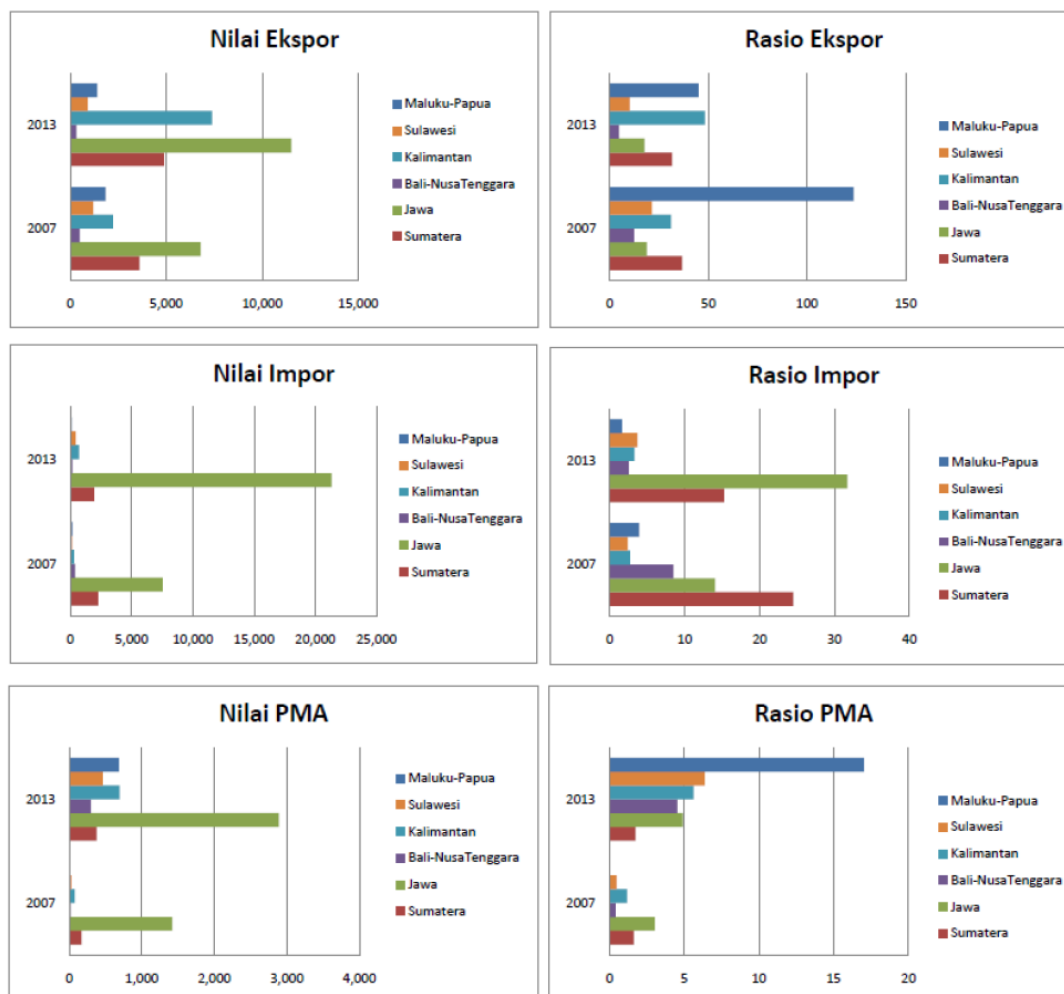 Nilai Ekspor
2013
2007
0 5,000 10,000 15,000
Maluku-Papua
Sulawesi
Kalimantan
Bali-NusaTenggara
Jawa
Sumatera
Rasio Ekspor
2013
2007
0 50 100 150
Maluku-Papua
Sulawesi
Kalimantan
Bali-NusaTenggara
Jawa
Sumatera
Nilai Impor
2013
2007
0 5,000 10,000 15,000 20,000 25,000
Maluku-Papua
Sulawesi
Kalimantan
Bali-NusaTenggara
Jawa
Sumatera
Rasio Impor
2013
2007
0 10 20 30 40
Maluku-Papua
Sulawesi
Kalimantan
Bali-NusaTenggara
Jawa
Sumatera
Nilai PMA
2013
2007
0 1,000 2,000 3,000 4,000
Maluku-Papua
Sulawesi
Kalimantan
Bali-NusaTenggara
Jawa
Sumatera
Rasio PMA
2013
2007
0 5 10 15 20
Maluku-Papua
Sulawesi
Kalimantan
Bali-NusaTenggara
Jawa
Sumatera